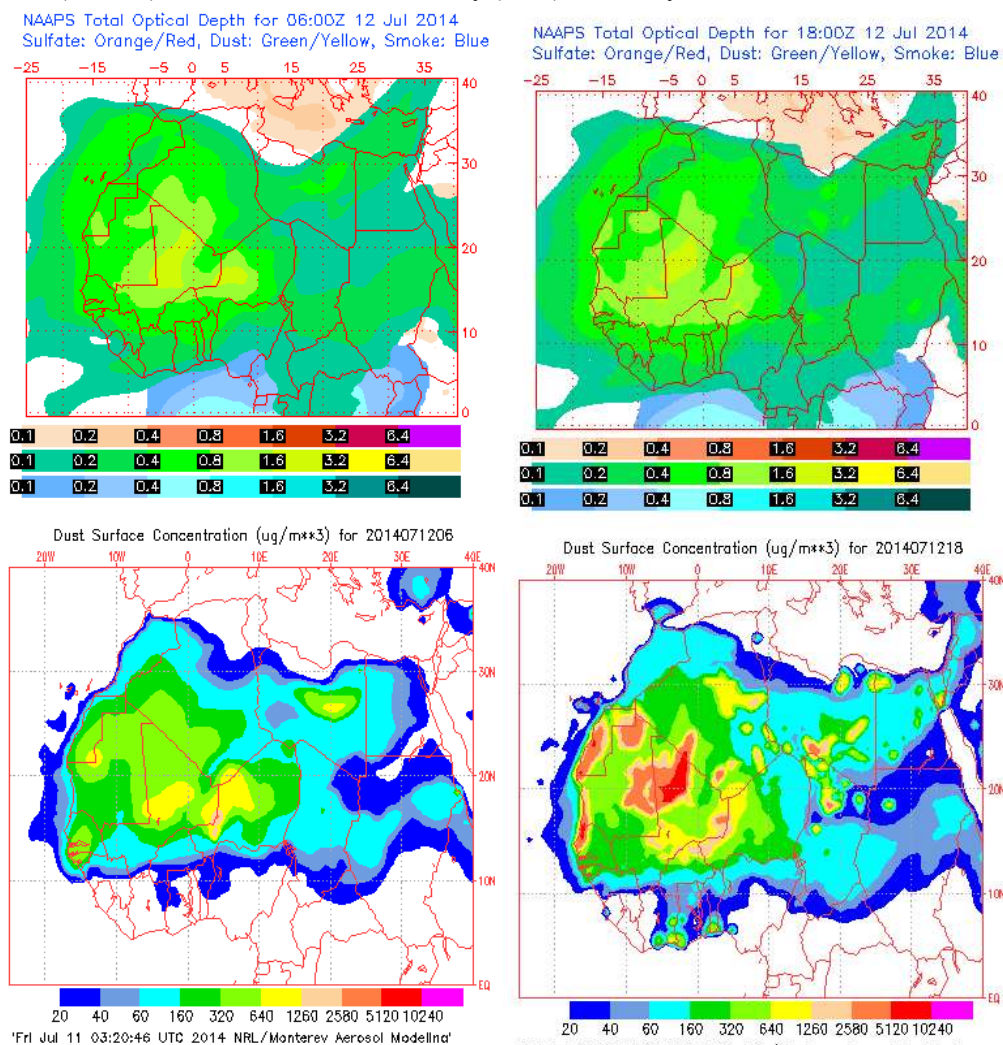 NAAPS Total Optical Depth for 06:00Z 12 Jul 2014
Sulfate: Orange/Red, Dust: Green/Yellow, Smoke: Blue
-25 -15 -5 0 5 15 25 35
40
30
20
10
0
0.1 0.2 0.4 0.8 1.6 3.2 6.4
0.1 0.2 0.4 0.8 1.6 3.2 6.4
0.1 0.2 0.4 0.8 1.6 3.2 6.4
NAAPS Total Optical Depth for 18:00Z 12 Jul 2014
Sulfate: Orange/Red, Dust: Green/Yellow, Smoke: Blue
-25 -15 -5 0 5 15 25 35
40
30
20
10
0
0.1 0.2 0.4 0.8 1.6 3.2 6.4
0.1 0.2 0.4 0.8 1.6 3.2 6.4
0.1 0.2 0.4 0.8 1.6 3.2 6.4
Dust Surface Concentration (ug/m**3) for 2014071206
20W 10W 0 10E 20E 30E 40E
40N
30N
20N
10N
EQ
20 40 60 160 320 640 1260 2580 5120 10240
'Fri Jul 11 03:20:46 UTC 2014 NRL/Monterey Aerosol Modeling'
Dust Surface Concentration (ug/m**3) for 2014071218
20W 10W 0 10E 20E 30E 40E
40N
30N
20N
10N
EQ
20 40 60 160 320 640 1260 2580 5120 10240